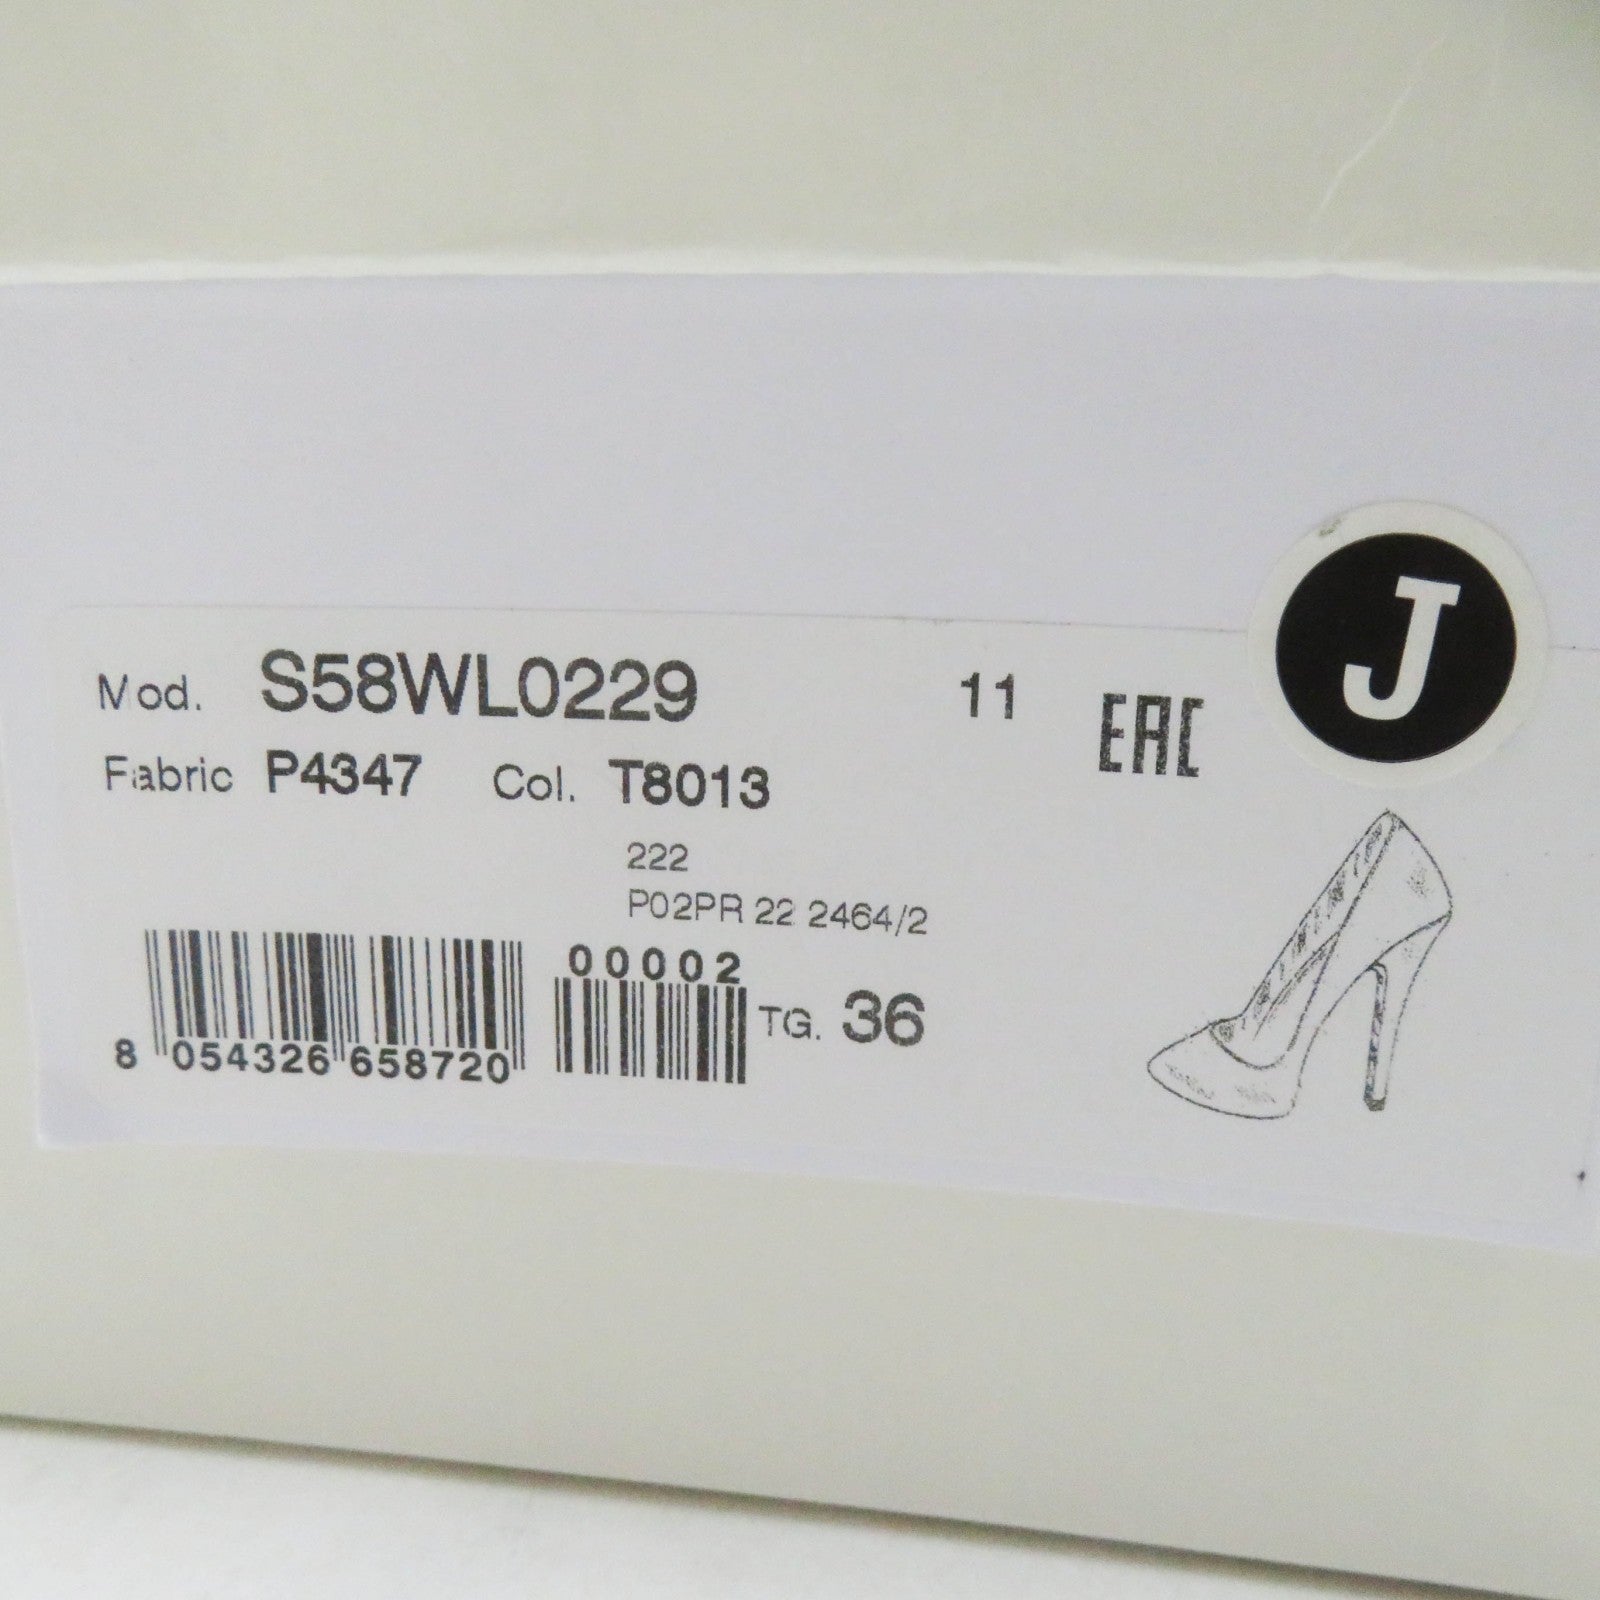 J
Mod. S58WL0229 11 EAC
Fabric P4347 Col. T8013
222
P02PR 22 2464/2
00002
TG. 36
8 054326 658720